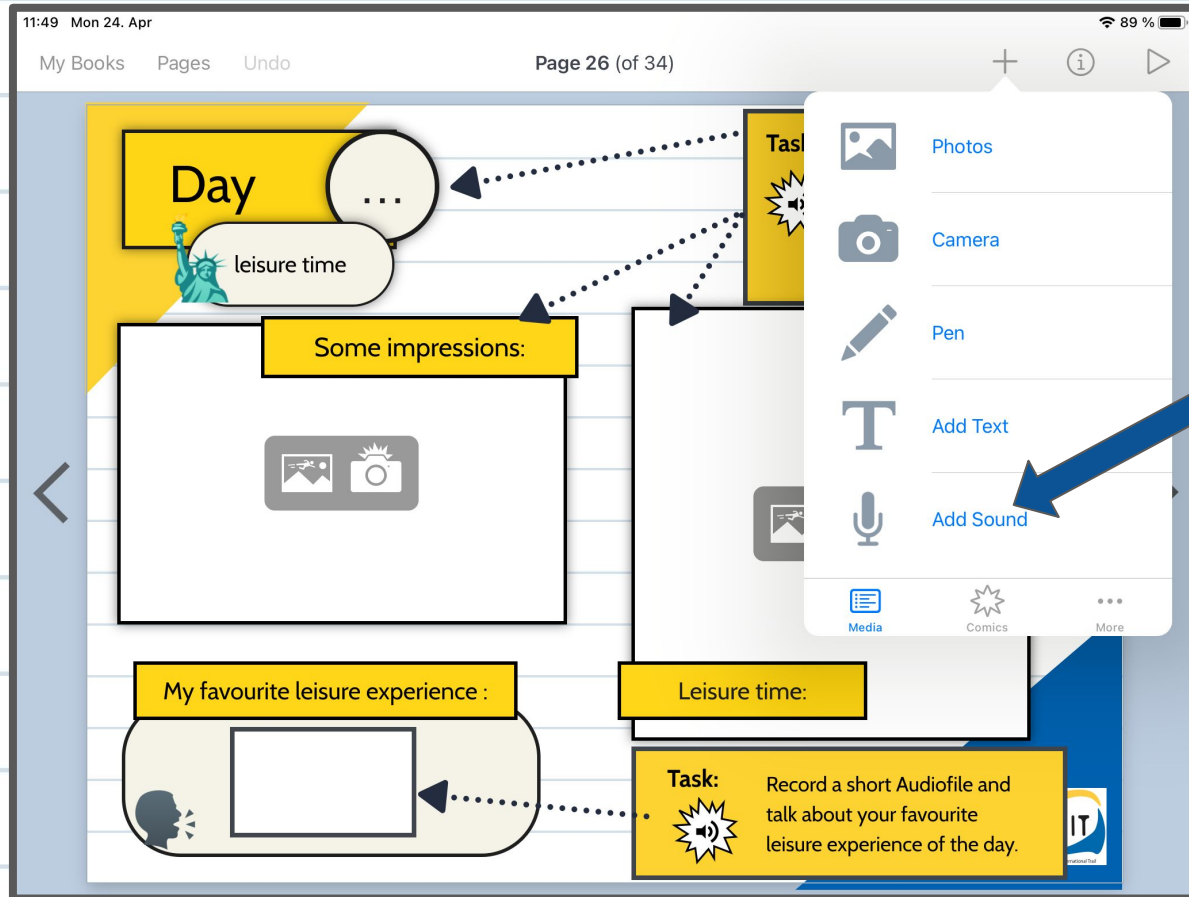 11:49 Mon 24. Apr
89 %
My Books Pages Undo
Page 26 (of 34)
Day
...
leisure time
Some impressions:
Photos
Camera
Pen
Add Text
Add Sound
Media
Comics
More
My favourite leisure experience :
Leisure time:
Task:
Record a short Audiofile and
talk about your favourite
leisure experience of the day.
IT